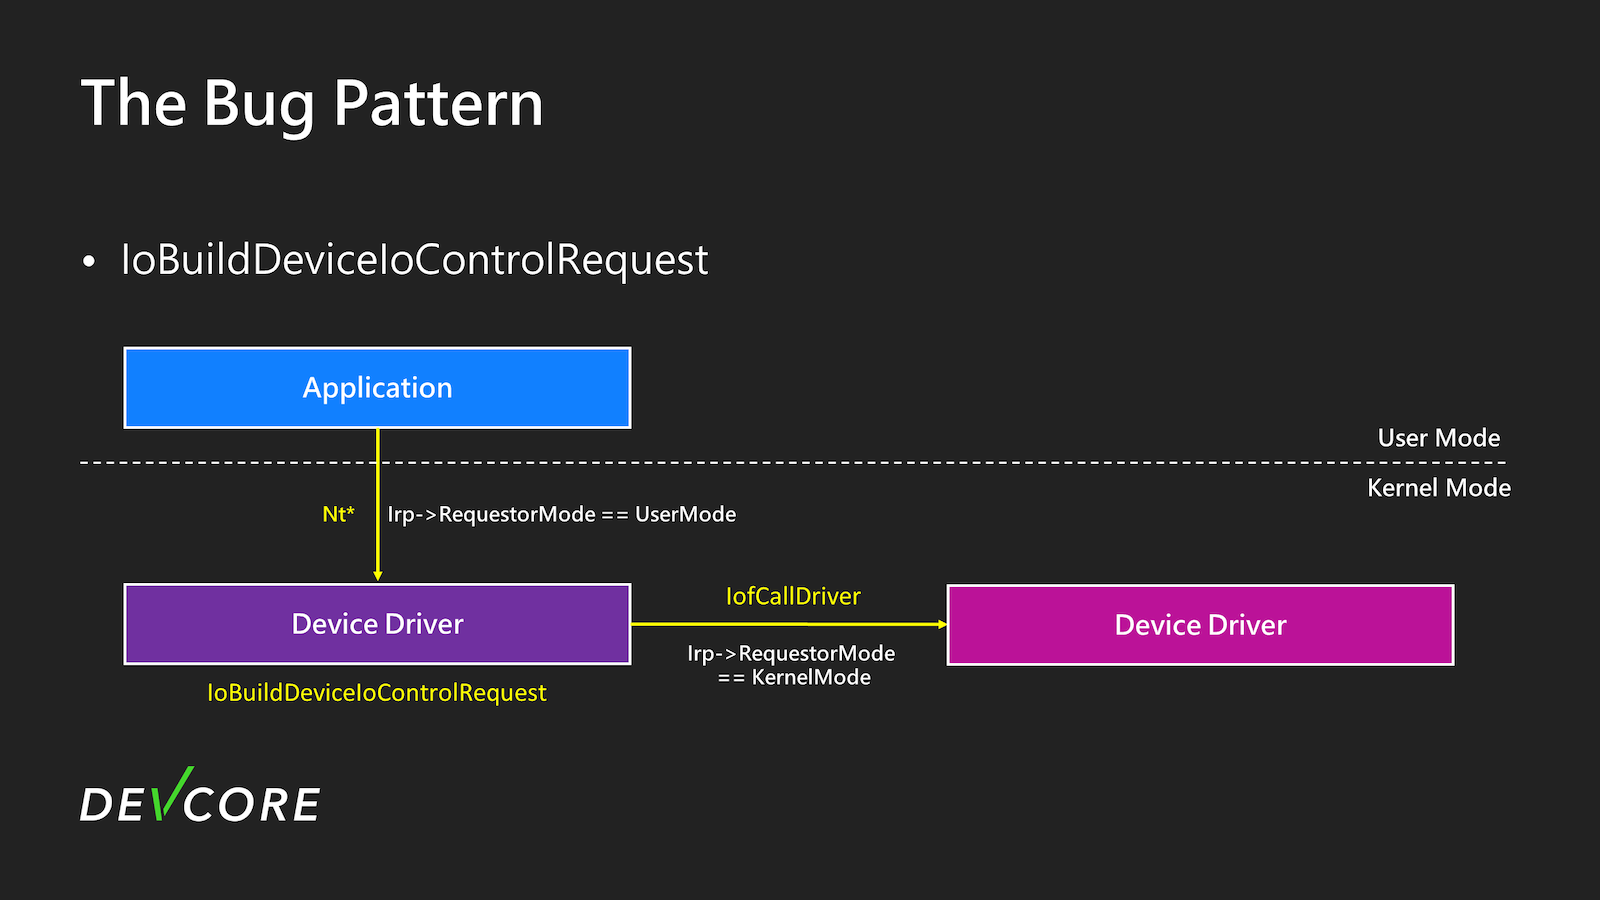 The Bug Pattern
• IoBuildDeviceIoControlRequest
Application
User Mode
Kernel Mode
Nt*
Irp->RequestorMode == UserMode
Device Driver
IofCallDriver
Irp->RequestorMode
== KernelMode
Device Driver
IoBuildDeviceIoControlRequest
DEVCORE